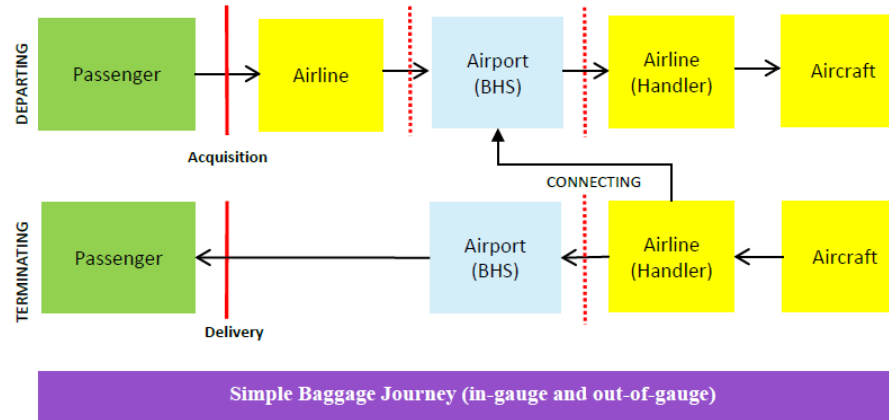 DEPARTING
Passenger
Airline
Airport
(BHS)
Airline
(Handler)
Aircraft
Acquisition
CONNECTING
TERMINATING
Passenger
Airport
(BHS)
Airline
(Handler)
Aircraft
Delivery
Simple Baggage Journey (in-gauge and out-of-gauge)